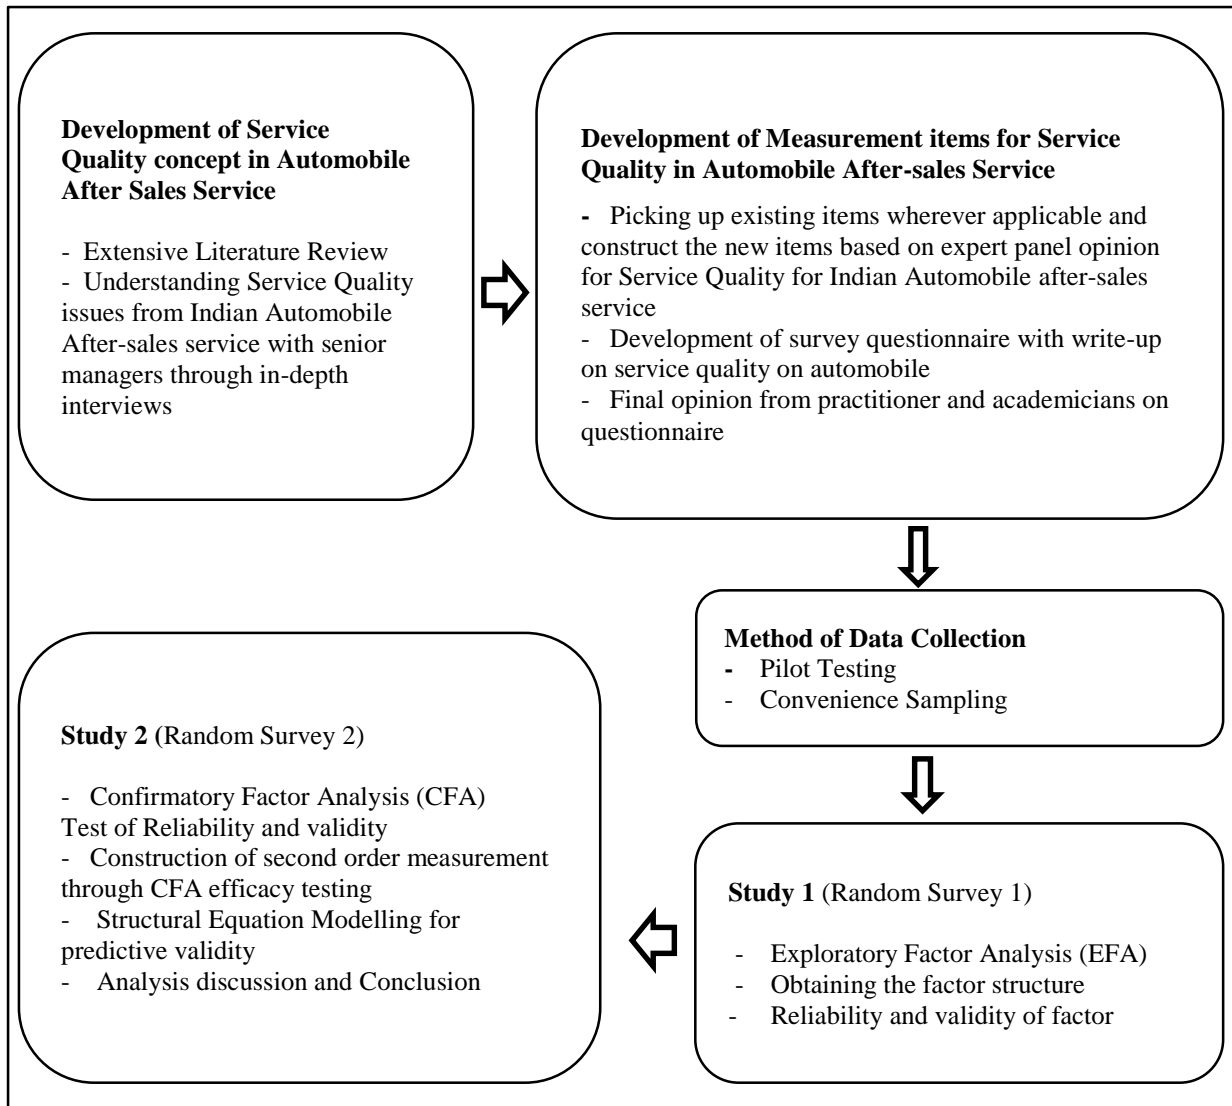 Development of Service
Quality concept in Automobile
After Sales Service
- Extensive Literature Review
- Understanding Service Quality
issues from Indian Automobile
After-sales service with senior
managers through in-depth
interviews
Development of Measurement items for Service
Quality in Automobile After-sales Service
- Picking up existing items wherever applicable and
construct the new items based on expert panel opinion
for Service Quality for Indian Automobile after-sales
service
- Development of survey questionnaire with write-up
on service quality on automobile
- Final opinion from practitioner and academicians on
questionnaire
Method of Data Collection
- Pilot Testing
- Convenience Sampling
Study 1 (Random Survey 1)
- Exploratory Factor Analysis (EFA)
- Obtaining the factor structure
- Reliability and validity of factor
Study 2 (Random Survey 2)
- Confirmatory Factor Analysis (CFA)
Test of Reliability and validity
- Construction of second order measurement
through CFA efficacy testing
- Structural Equation Modelling for
predictive validity
- Analysis discussion and Conclusion